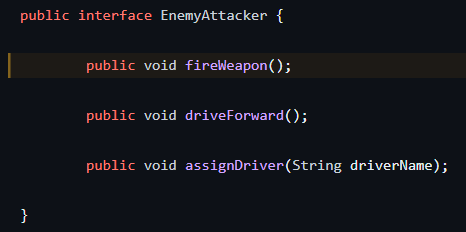 public interface EnemyAttacker {
public void fireWeapon();
public void driveForward();
public void assignDriver(String driverName);
}